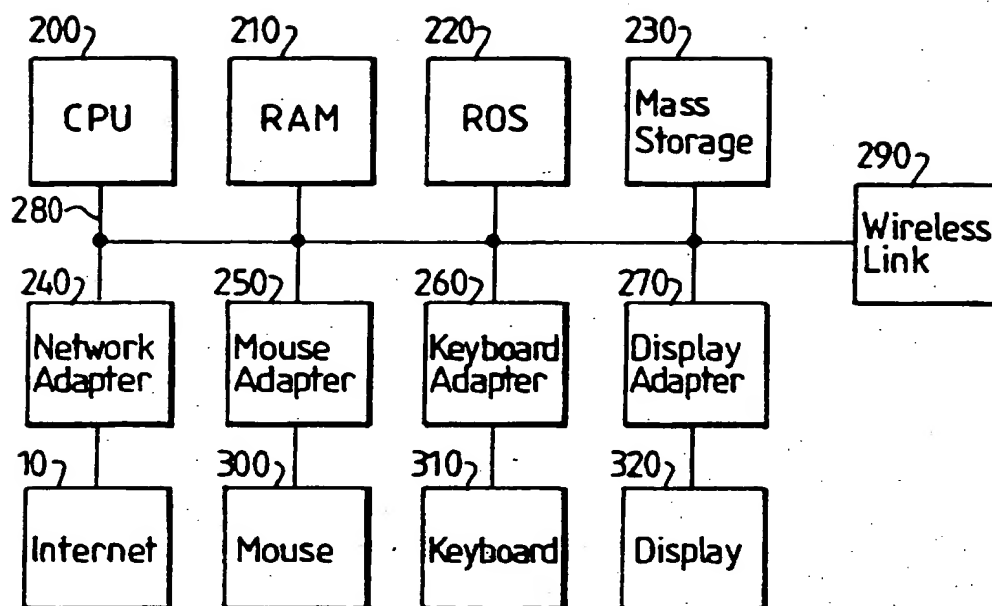 200
210
220
230
CPU
RAM
ROS
Mass
Storage
290
280
Wireless
Link
240
250
260
270
Network
Adapter
Mouse
Adapter
Keyboard
Adapter
Display
Adapter
10
300
310
320
Internet
Mouse
Keyboard
Display